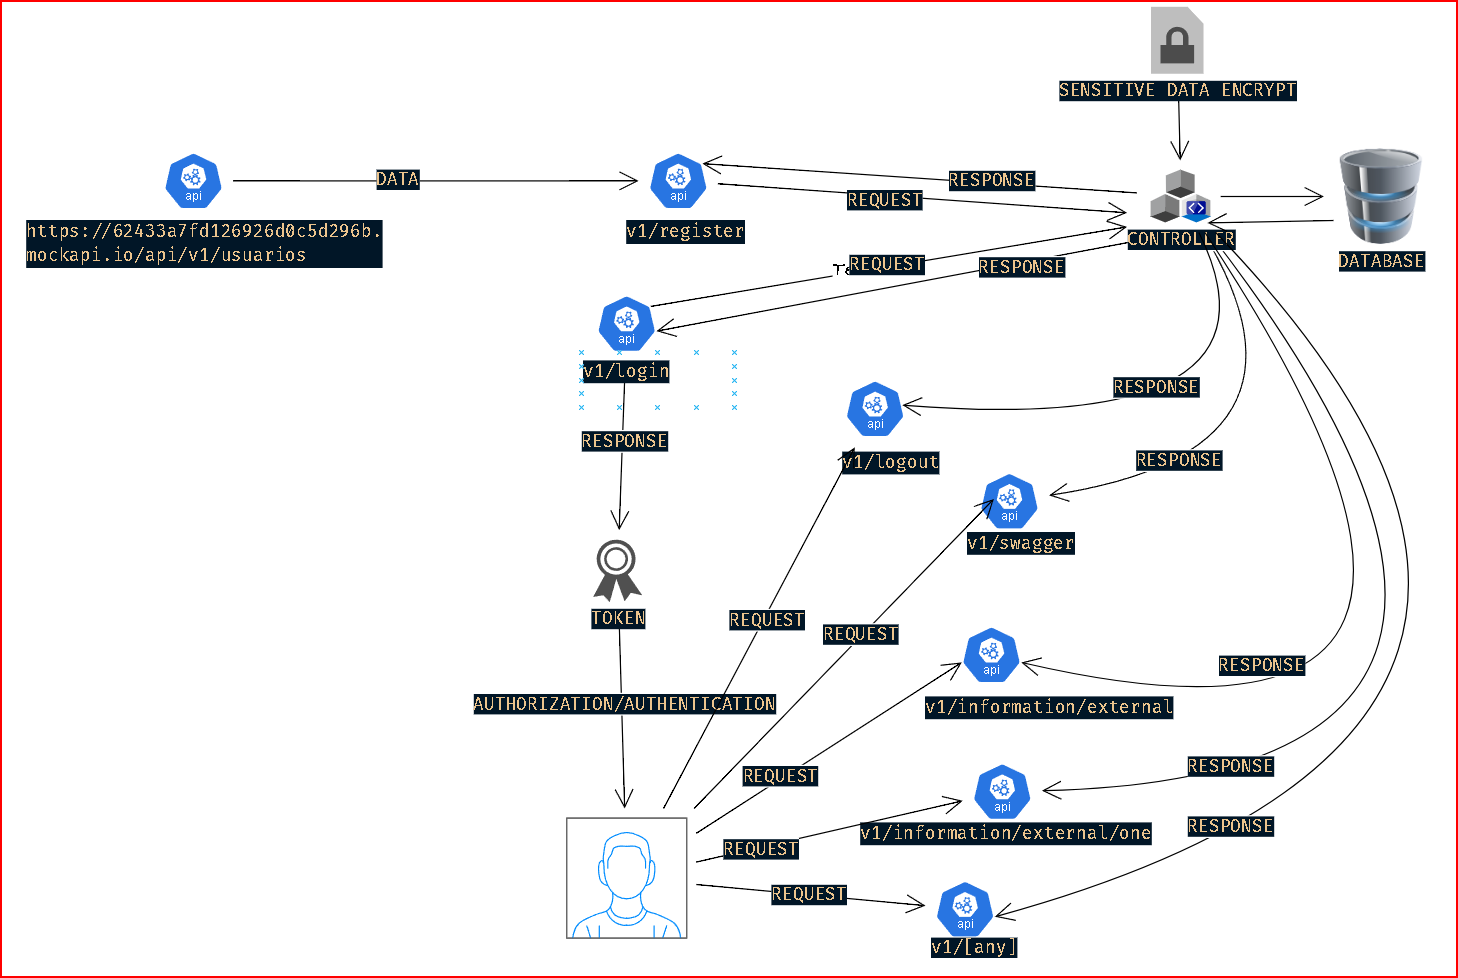 SENSITIVE DATA ENCRYPT
api
DATA
api
RESPONSE
REQUEST
https://62433a7fd126926d0c5d296b.
mockapi.io/api/v1/usuarios
v1/register
CONTROLLER
DATABASE
REQUEST
RESPONSE
api
v1/login
RESPONSE
api
RESPONSE
v1/logout
RESPONSE
api
v1/swagger
TOKEN
REQUEST
REQUEST
api
RESPONSE
AUTHORIZATION/AUTHENTICATION
v1/information/external
REQUEST
RESPONSE
api
v1/information/external/one
RESPONSE
REQUEST
REQUEST
api
v1/[any]